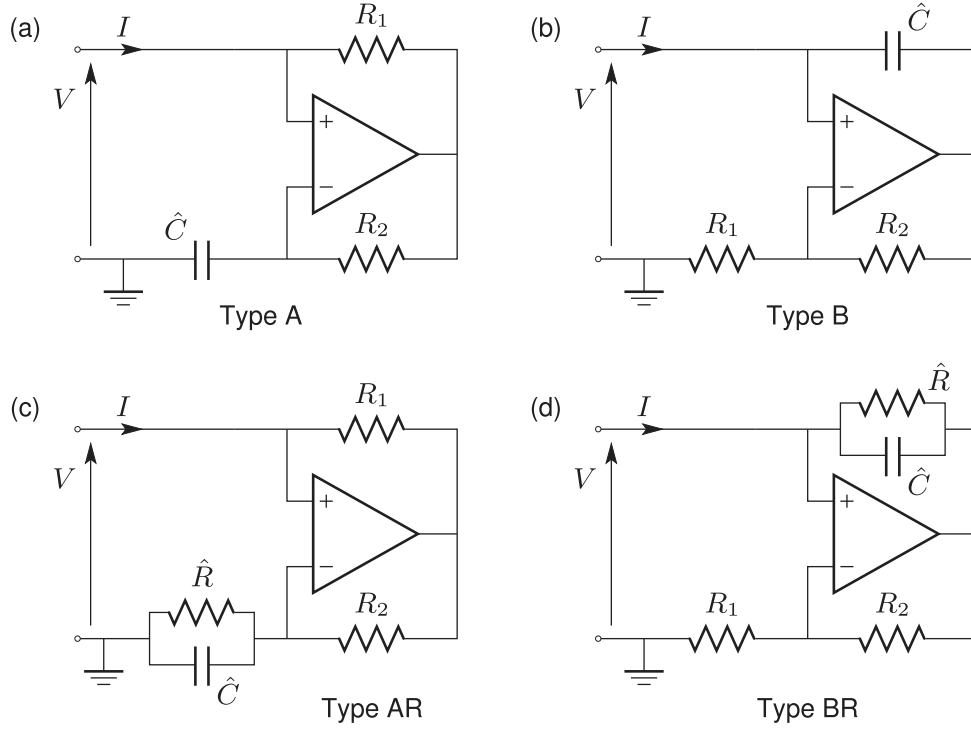 (a)
I
R₁
V
+
−
Ĉ
R₂
Type A
(b)
I
Ĉ
V
+
−
R₁
R₂
Type B
(c)
I
R₁
V
+
−
R̂
R₂
Ĉ
Type AR
(d)
R̂
I
Ĉ
V
+
−
R₁
R₂
Type BR